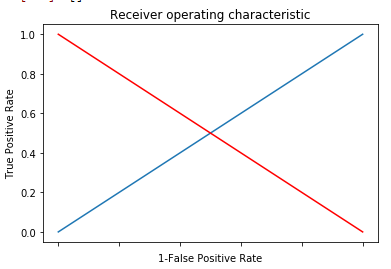 Receiver operating characteristic
1.0
0.8
0.6
0.4
0.2
0.0
True Positive Rate
1-False Positive Rate